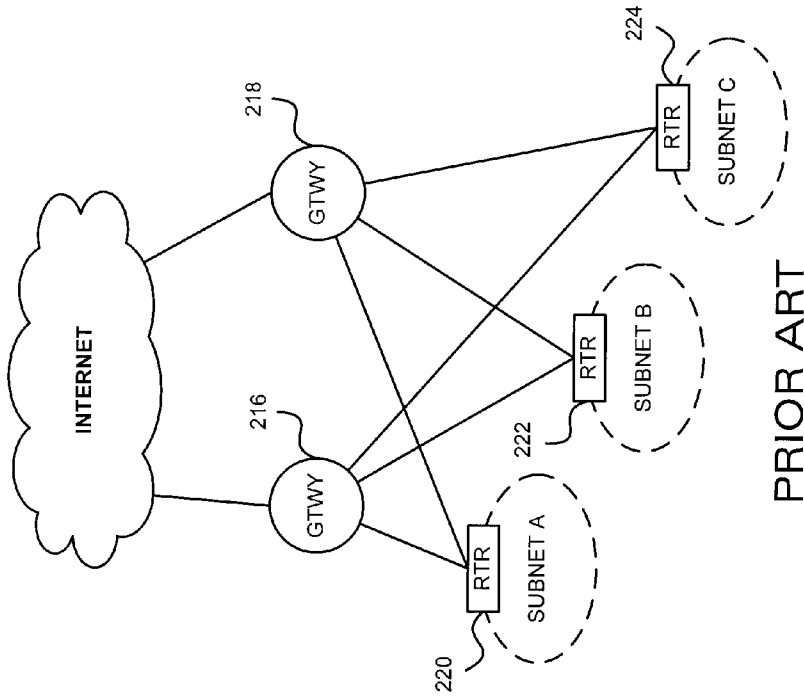 INTERNET
216
218
GTWY
GTWY
220
RTR
SUBNET A
222
RTR
SUBNET B
224
RTR
SUBNET C
PRIOR ART